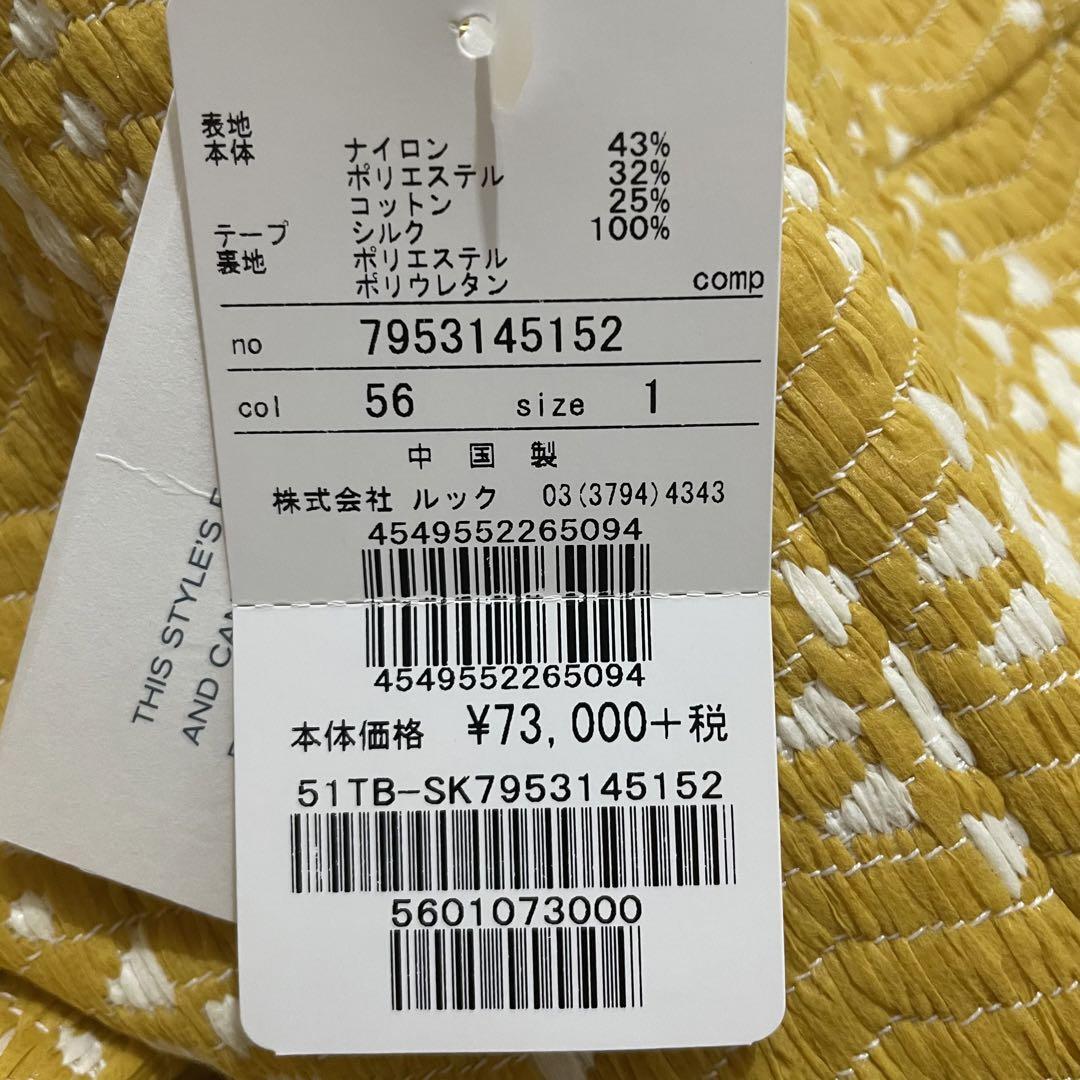 表地
本体 ナイロン 43%
ポリエステル 32%
コットン 25%
テープ シルク 100%
裏地 ポリエステル
ポリウレタン comp
no 7953145152
col 56 size 1
中国製
株式会社 ルック 03(3794)4343
4549552265094
4549552265094
本体価格 ¥73,000+税
51TB-SK7953145152
5601073000
THIS STYLE'S
AND